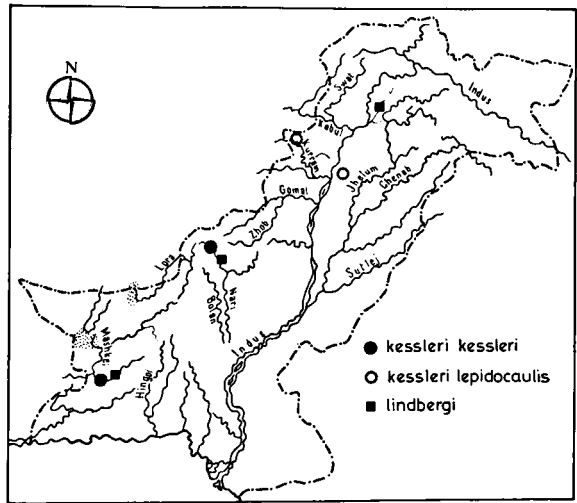 N
Swat
Indus
Kabul
Kurram
Jhelum
Chenab
Gomal
Zhob
Lora
Sutlej
Nari
Bolan
Indus
Mashkel
Hingol
kessleri kessleri
kessleri lepidocaulis
lindbergi